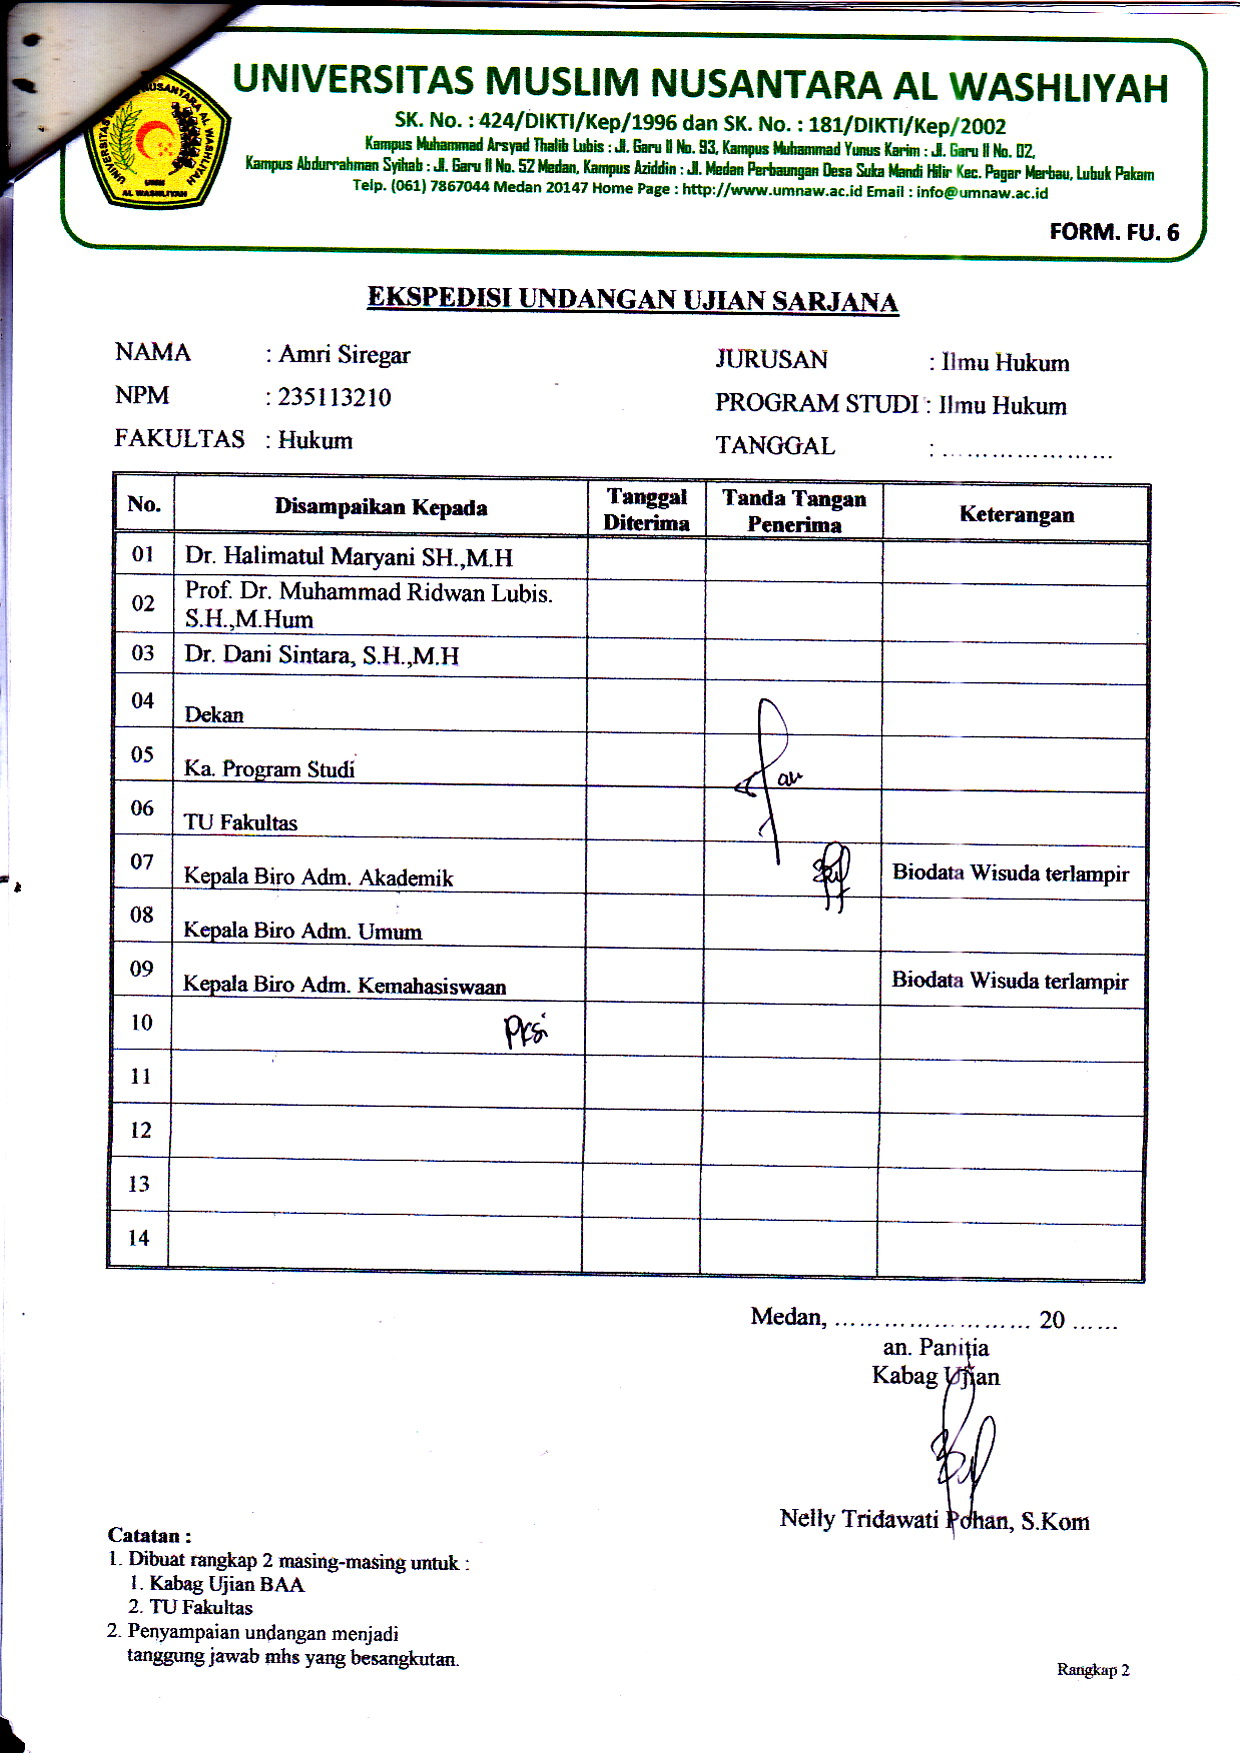 UNIVERSITAS MUSLIM NUSANTARA AL WASHLIYAH
SK. No. : 424/DIKTI/Kep/1996 dan SK. No. : 181/DIKTI/Kep/2002
Kampus Muhammad Arsyad Thalib Lubis : Jl. Garu II No. 93, Kampus Muhammad Yunus Karim : Jl. Garu II No. 02,
Kampus Abdurrahman Syihab : Jl. Garu II No. 52 Medan, Kampus Aziddin : Jl. Medan Perbaungan Desa Suka Mandi Hilir Kec. Pagar Merbau, Lubuk Pakam
Telp. (061) 7867044 Medan 20147 Home Page : http://www.umnaw.ac.id Email : info@umnaw.ac.id
UMN
AL WASHLIYAH
FORM. FU. 6
EKSPEDISI UNDANGAN UJIAN SARJANA
NAMA : Amri Siregar JURUSAN : Ilmu Hukum
NPM : 235113210 PROGRAM STUDI : Ilmu Hukum
FAKULTAS : Hukum TANGGAL : ........................
No. Disampaikan Kepada Tanggal Diterima Tanda Tangan Penerima Keterangan
01 Dr. Halimatul Maryani SH.,M.H
02 Prof. Dr. Muhammad Ridwan Lubis.
S.H.,M.Hum
03 Dr. Dani Sintara, S.H.,M.H
04 Dekan
05 Ka. Program Studi
06 TU Fakultas
07 Kepala Biro Adm. Akademik Biodata Wisuda terlampir
08 Kepala Biro Adm. Umum
09 Kepala Biro Adm. Kemahasiswaan Biodata Wisuda terlampir
10
11
12
13
14
Medan, ........................ 20 ......
an. Panitia
Kabag Ujian
Nelly Tridawati Pohan, S.Kom
Catatan :
1. Dibuat rangkap 2 masing-masing untuk :
1. Kabag Ujian BAA
2. TU Fakultas
2. Penyampaian undangan menjadi
tanggung jawab mhs yang besangkutan.
Rangkap 2